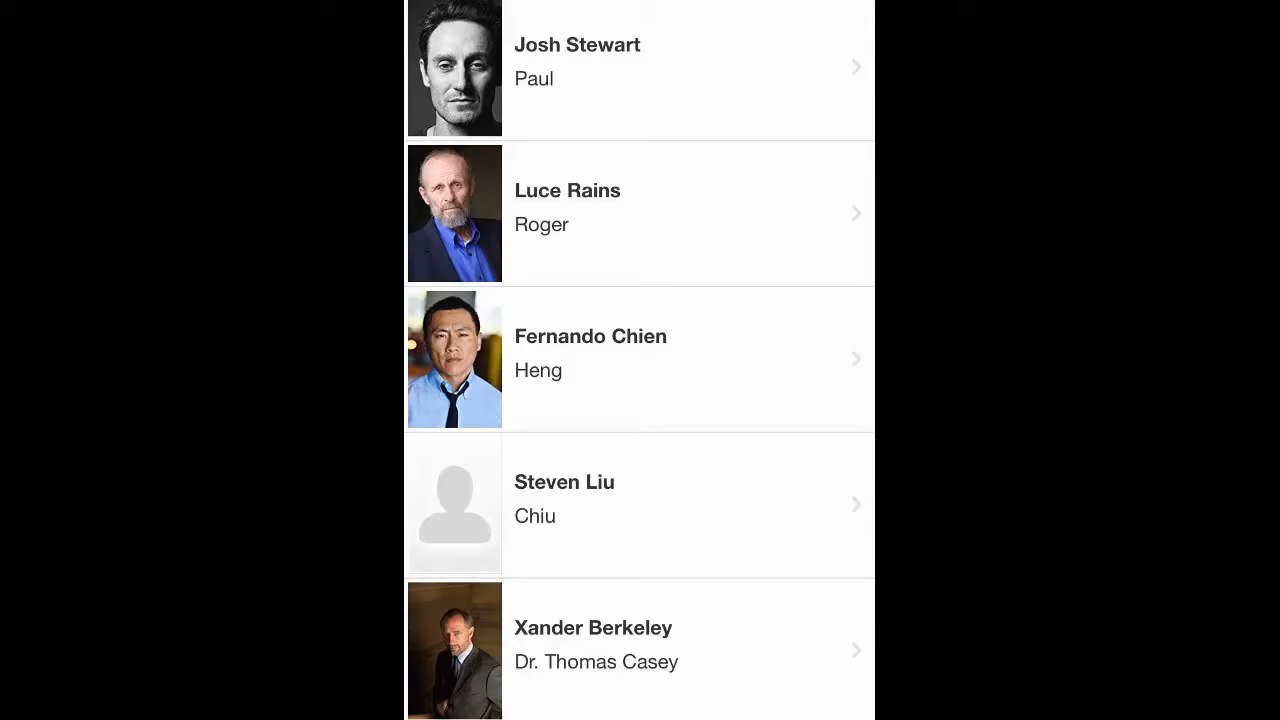 Josh Stewart
Paul
Luce Rains
Roger
Fernando Chien
Heng
Steven Liu
Chiu
Xander Berkeley
Dr. Thomas Casey